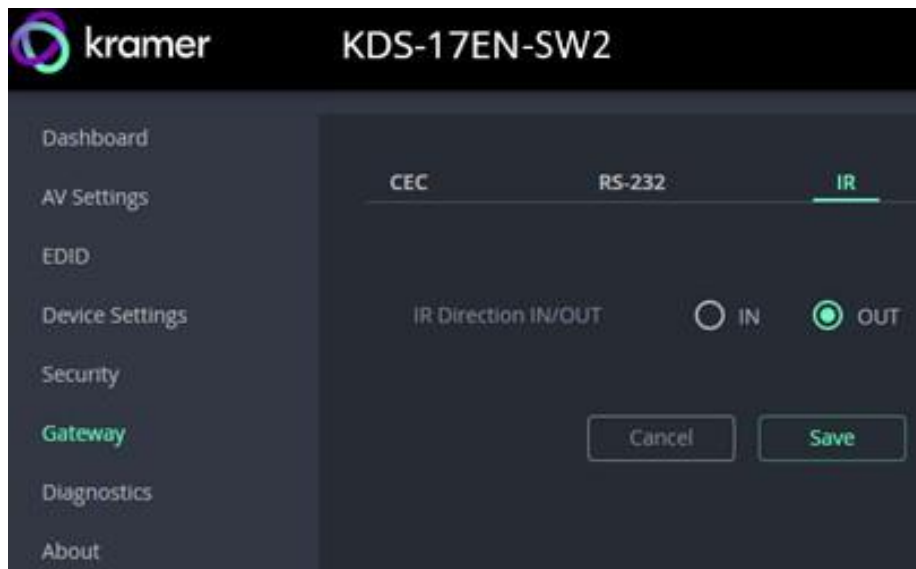 kramer KDS-17EN-SW2
Dashboard
AV Settings
EDID
Device Settings
Security
Gateway
Diagnostics
About
CEC RS-232 IR
IR Direction IN/OUT IN OUT
Cancel Save